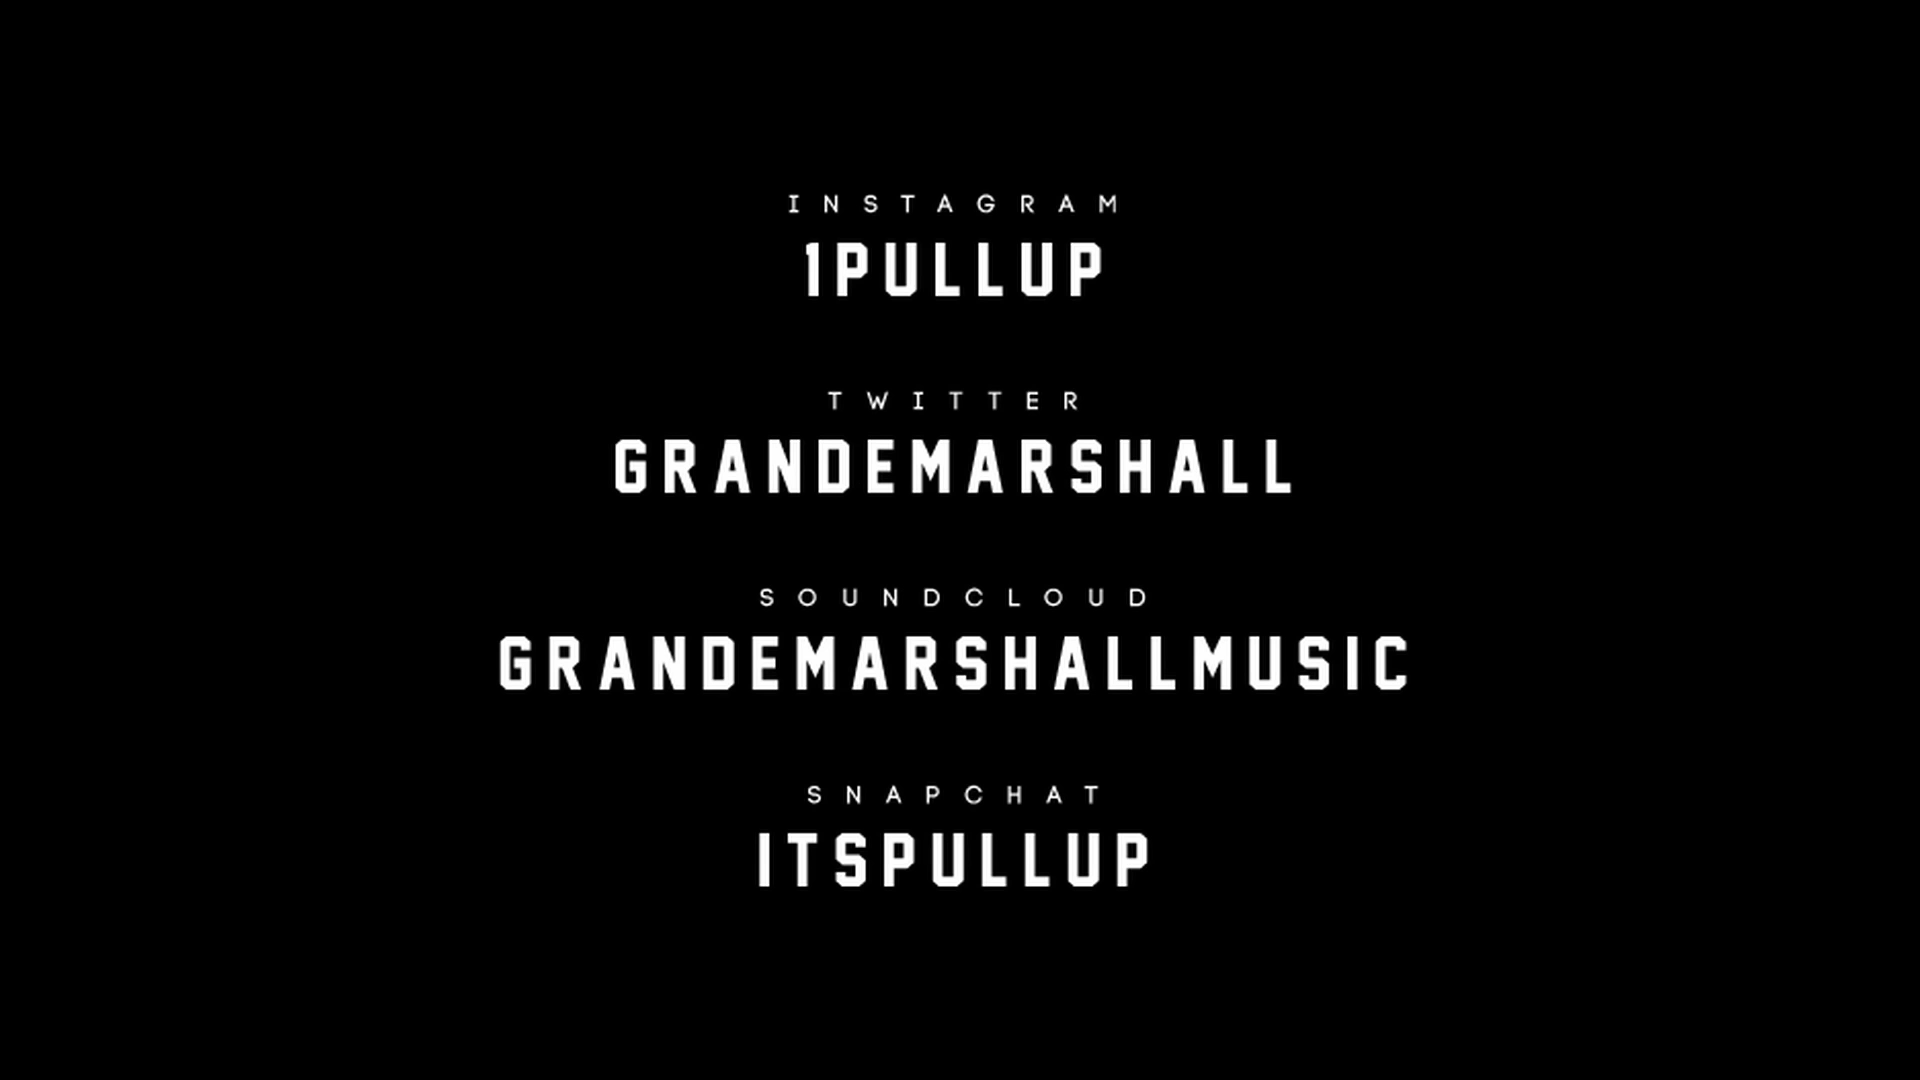 INSTAGRAM
1PULLUP
TWITTER
GRANDEMARSHALL
SOUNDCLOUD
GRANDEMARSHALLMUSIC
SNAPCHAT
ITSPULLUP